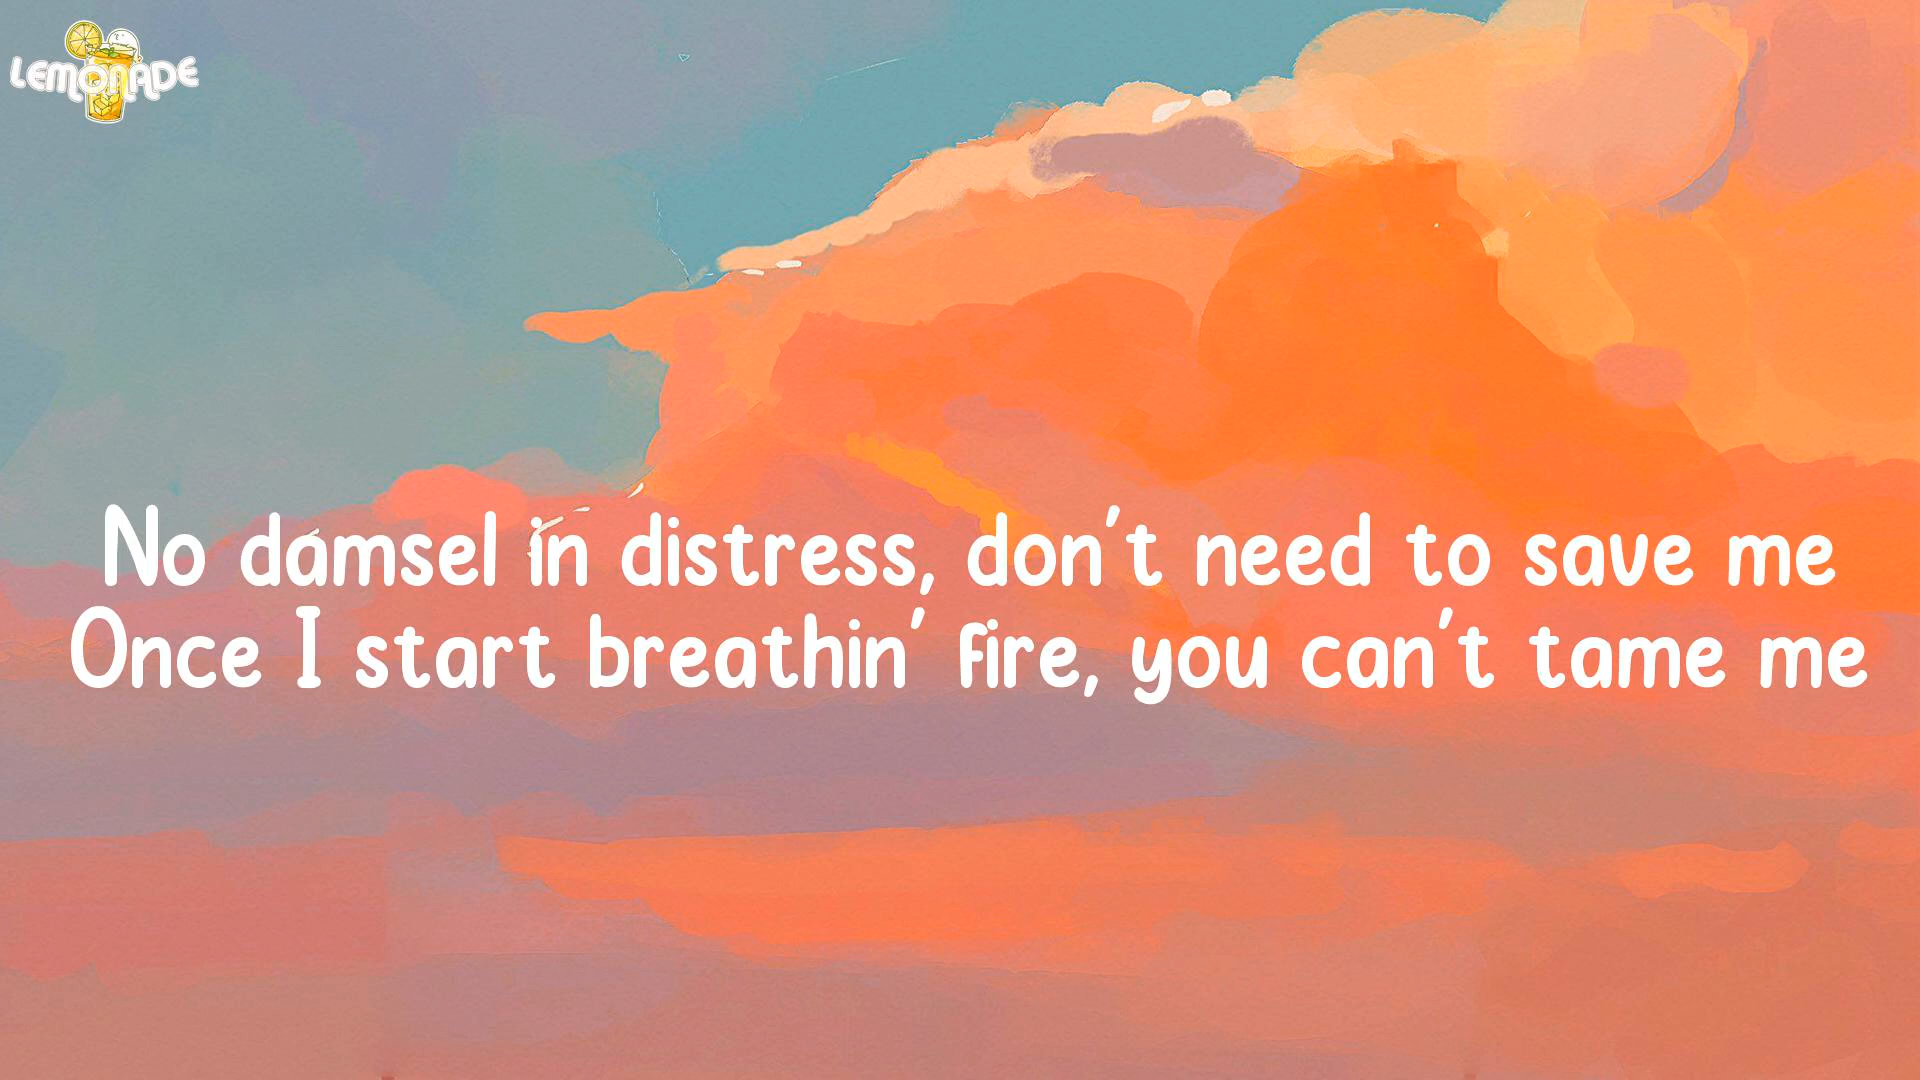 LEMONADE
No damsel in distress, don't need to save me
Once I start breathin' fire, you can't tame me